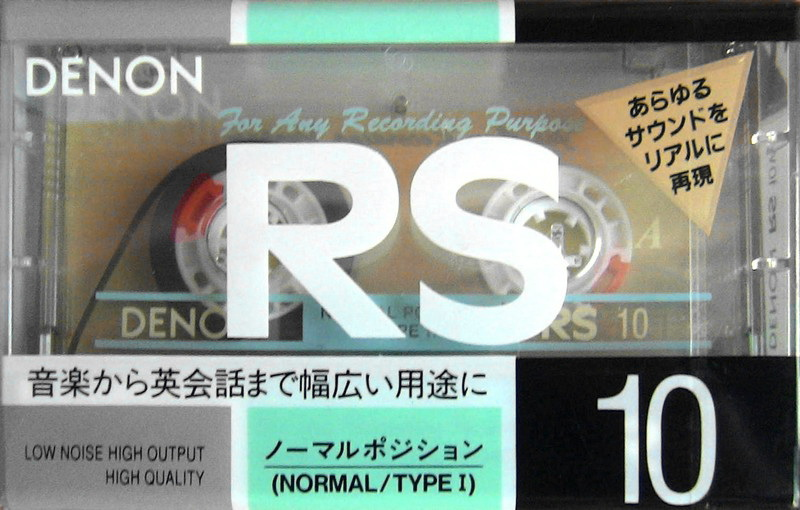 DENON
For Any Recording Purpose
あらゆる
サウンドを
リアルに
再現
RS
A
DENO
RS 10
音楽から英会話まで幅広い用途に
LOW NOISE HIGH OUTPUT
HIGH QUALITY
ノーマルポジション
(NORMAL/TYPE I)
10